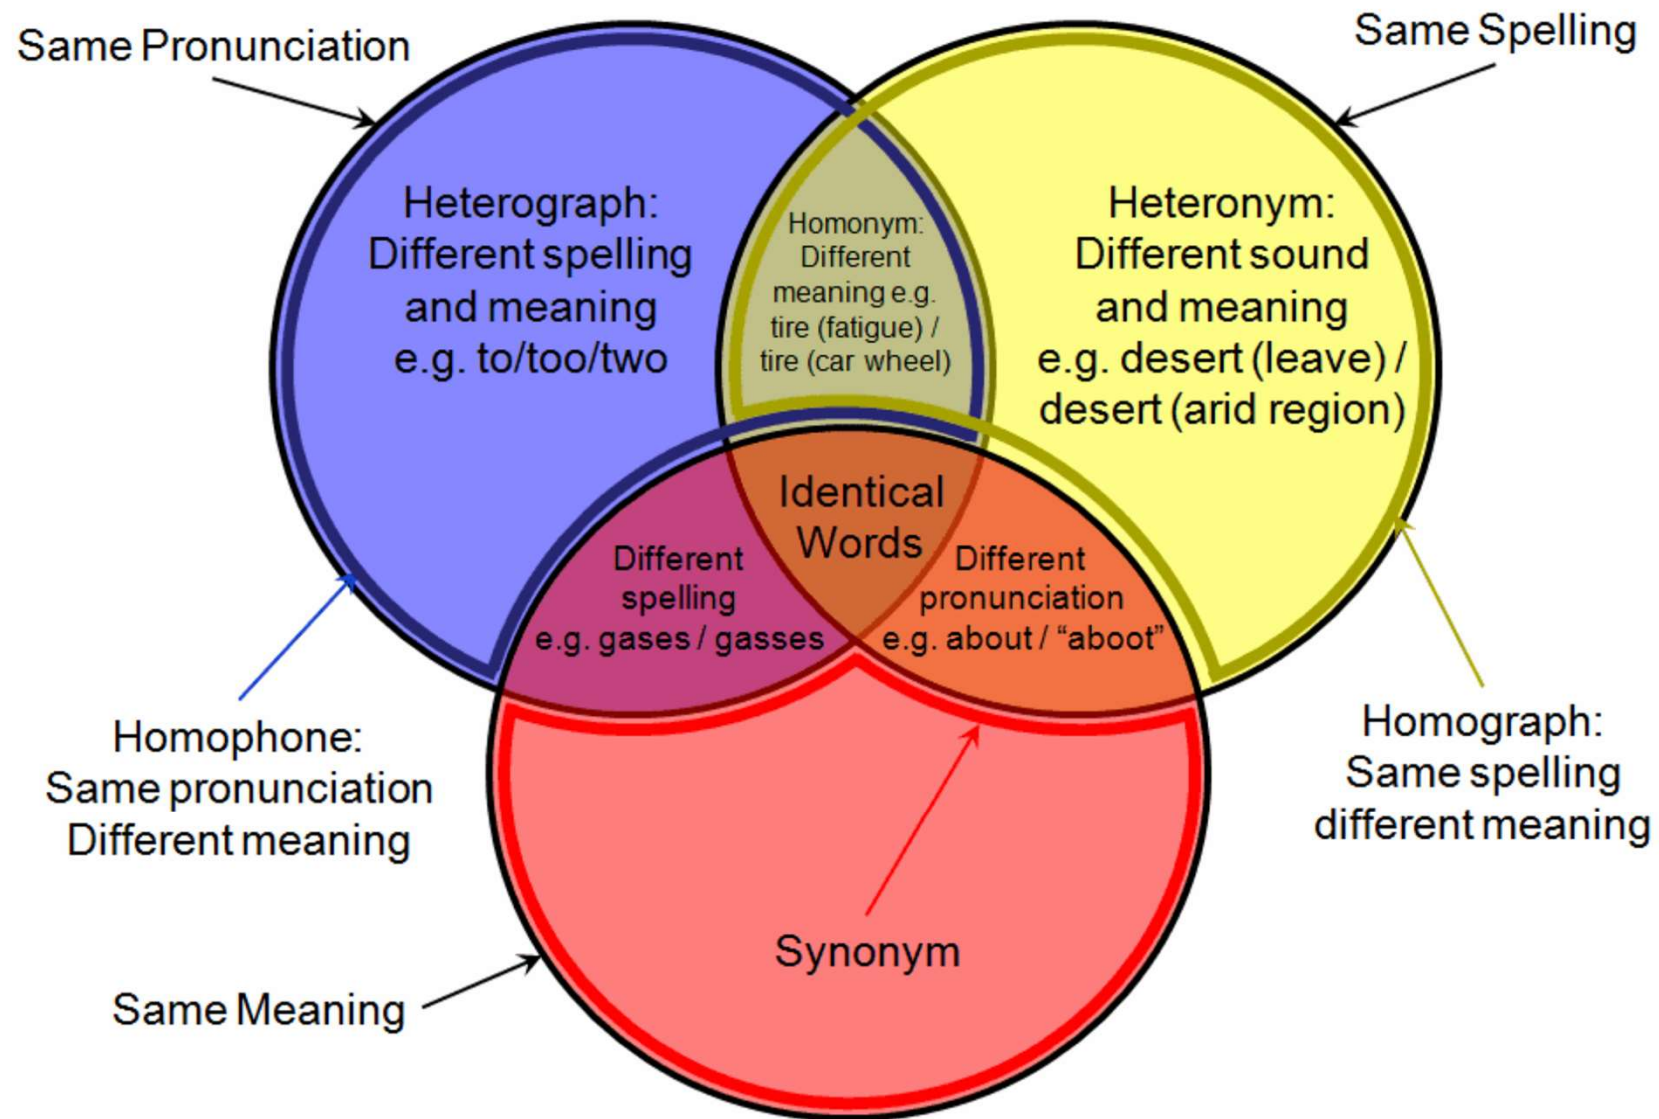 Same Pronunciation
Same Spelling
Heterograph:
Different spelling
and meaning
e.g. to/too/two
Homonym:
Different
meaning e.g.
tire (fatigue) /
tire (car wheel)
Heteronym:
Different sound
and meaning
e.g. desert (leave) /
desert (arid region)
Identical
Words
Different
spelling
e.g. gases / gasses
Different
pronunciation
e.g. about / “aboot”
Homophone:
Same pronunciation
Different meaning
Homograph:
Same spelling
different meaning
Synonym
Same Meaning